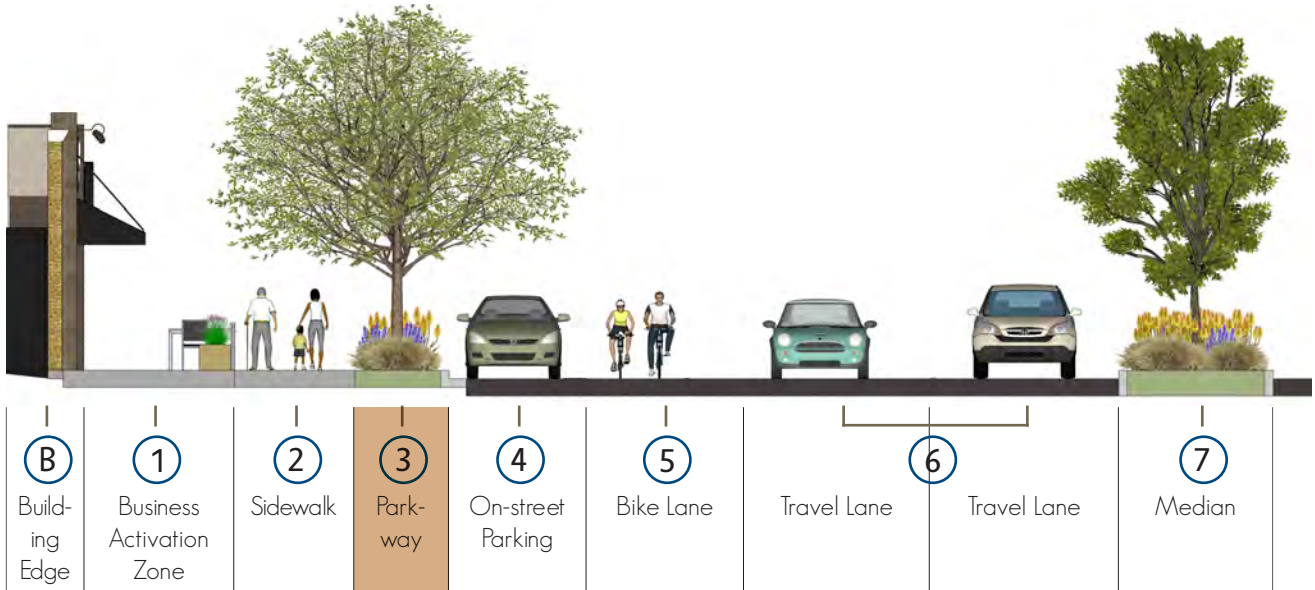 B
Build-
ing
Edge
1
Business
Activation
Zone
2
Sidewalk
3
Park-
way
4
On-street
Parking
5
Bike Lane
6
Travel Lane
Travel Lane
7
Median